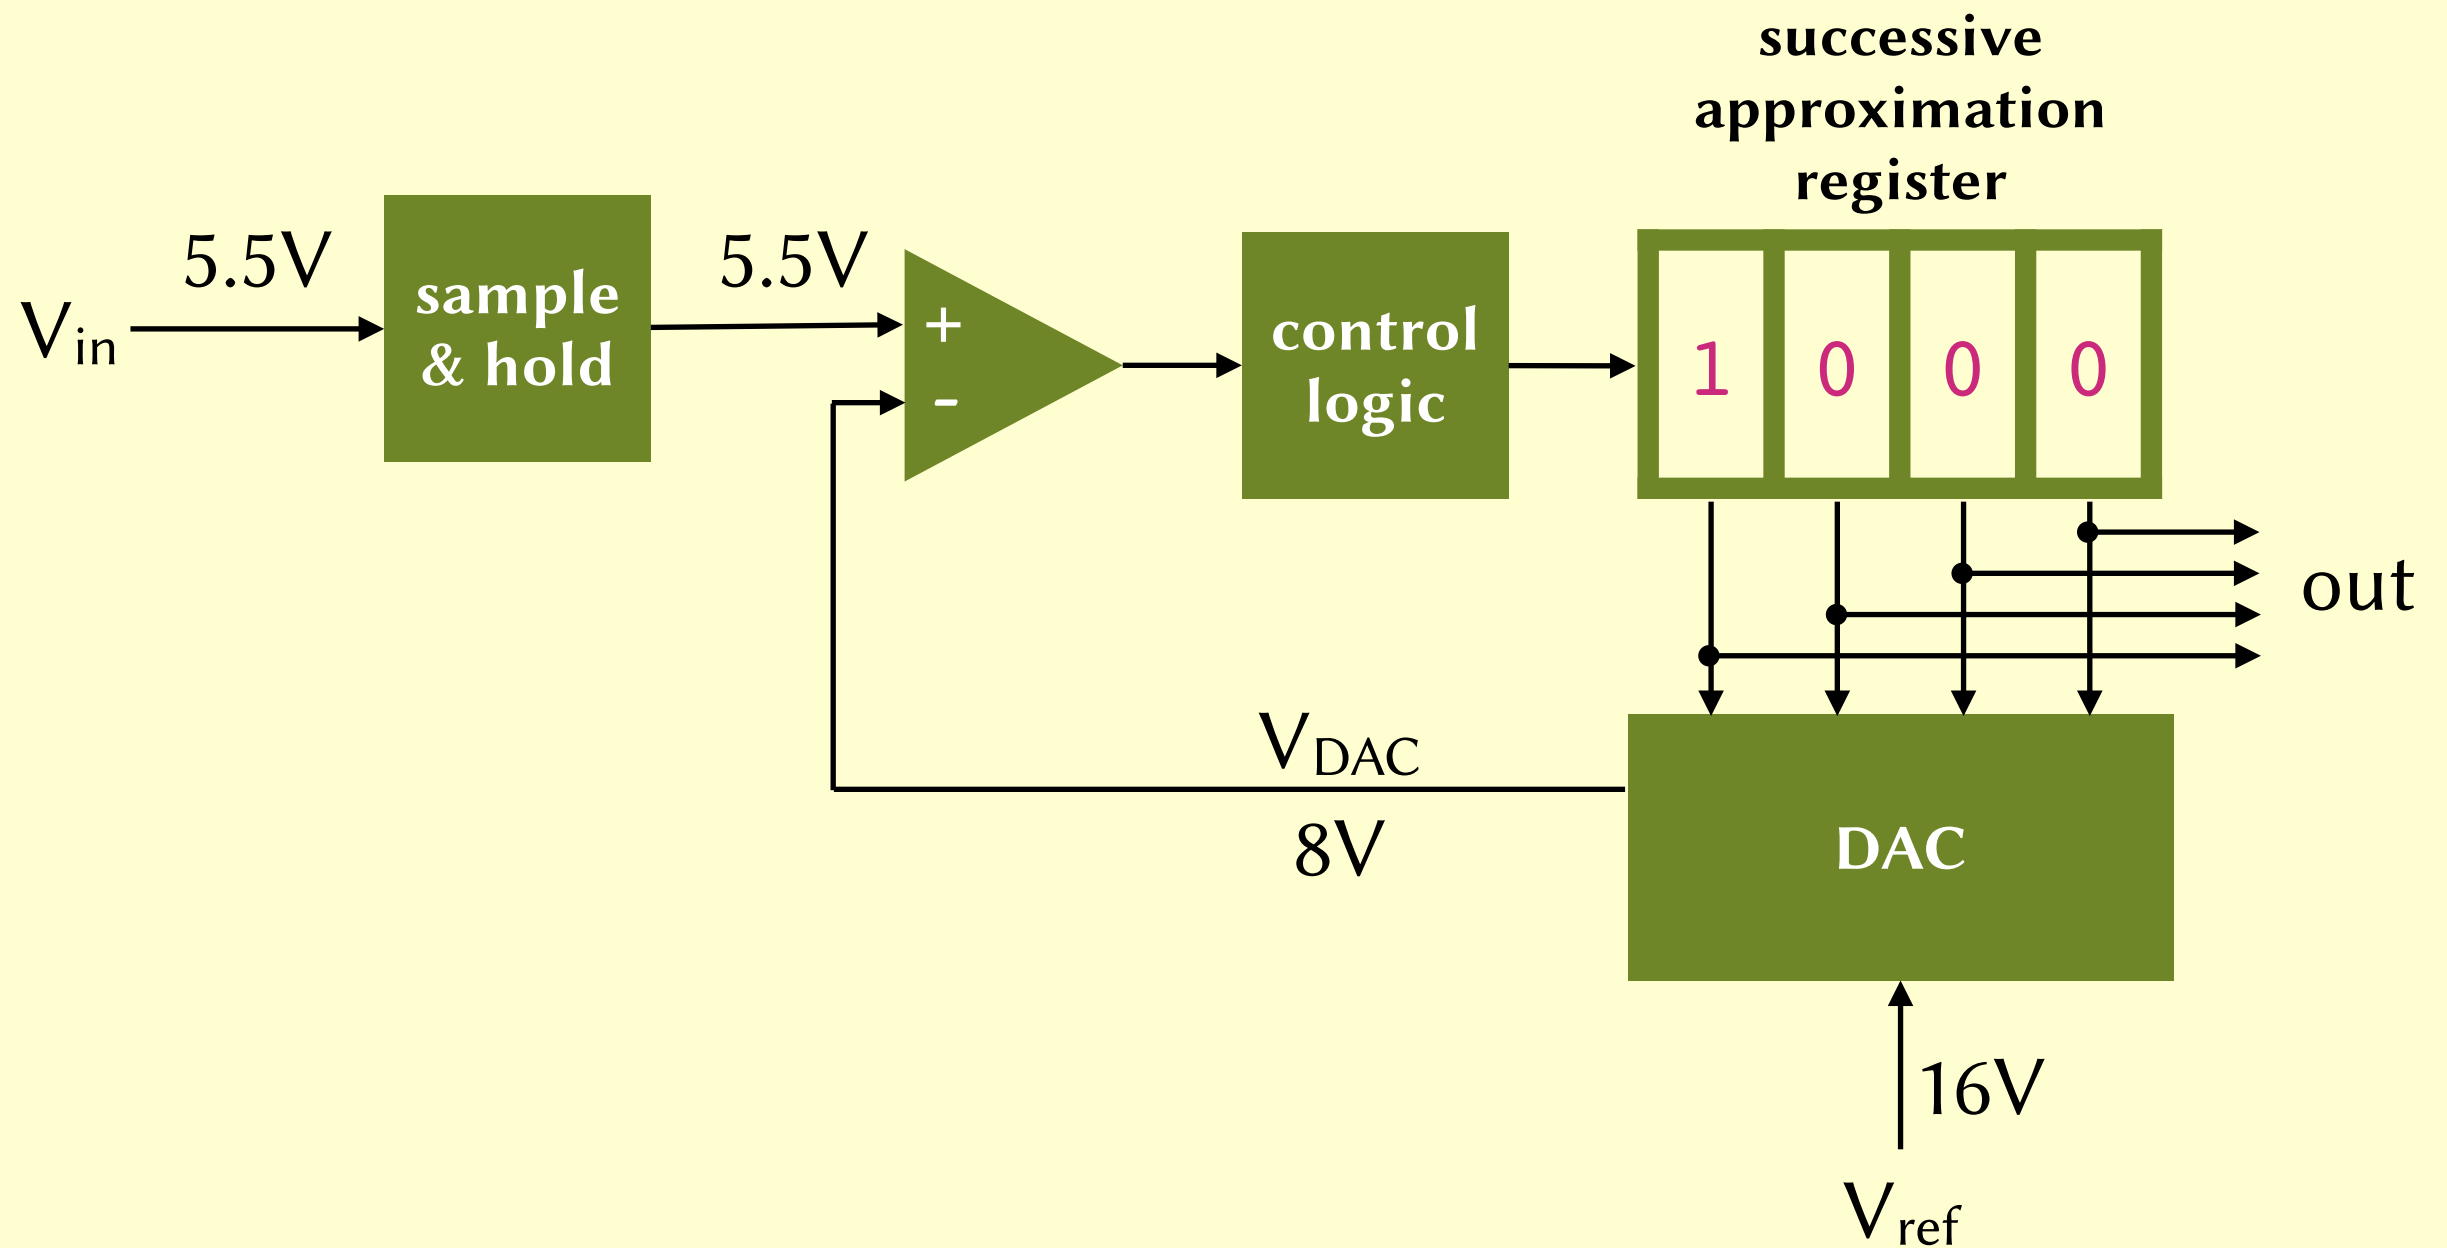 successive
approximation
register
5.5V
Vin
sample
& hold
5.5V
+
-
control
logic
1 0 0 0
out
VDAC
8V
DAC
16V
Vref